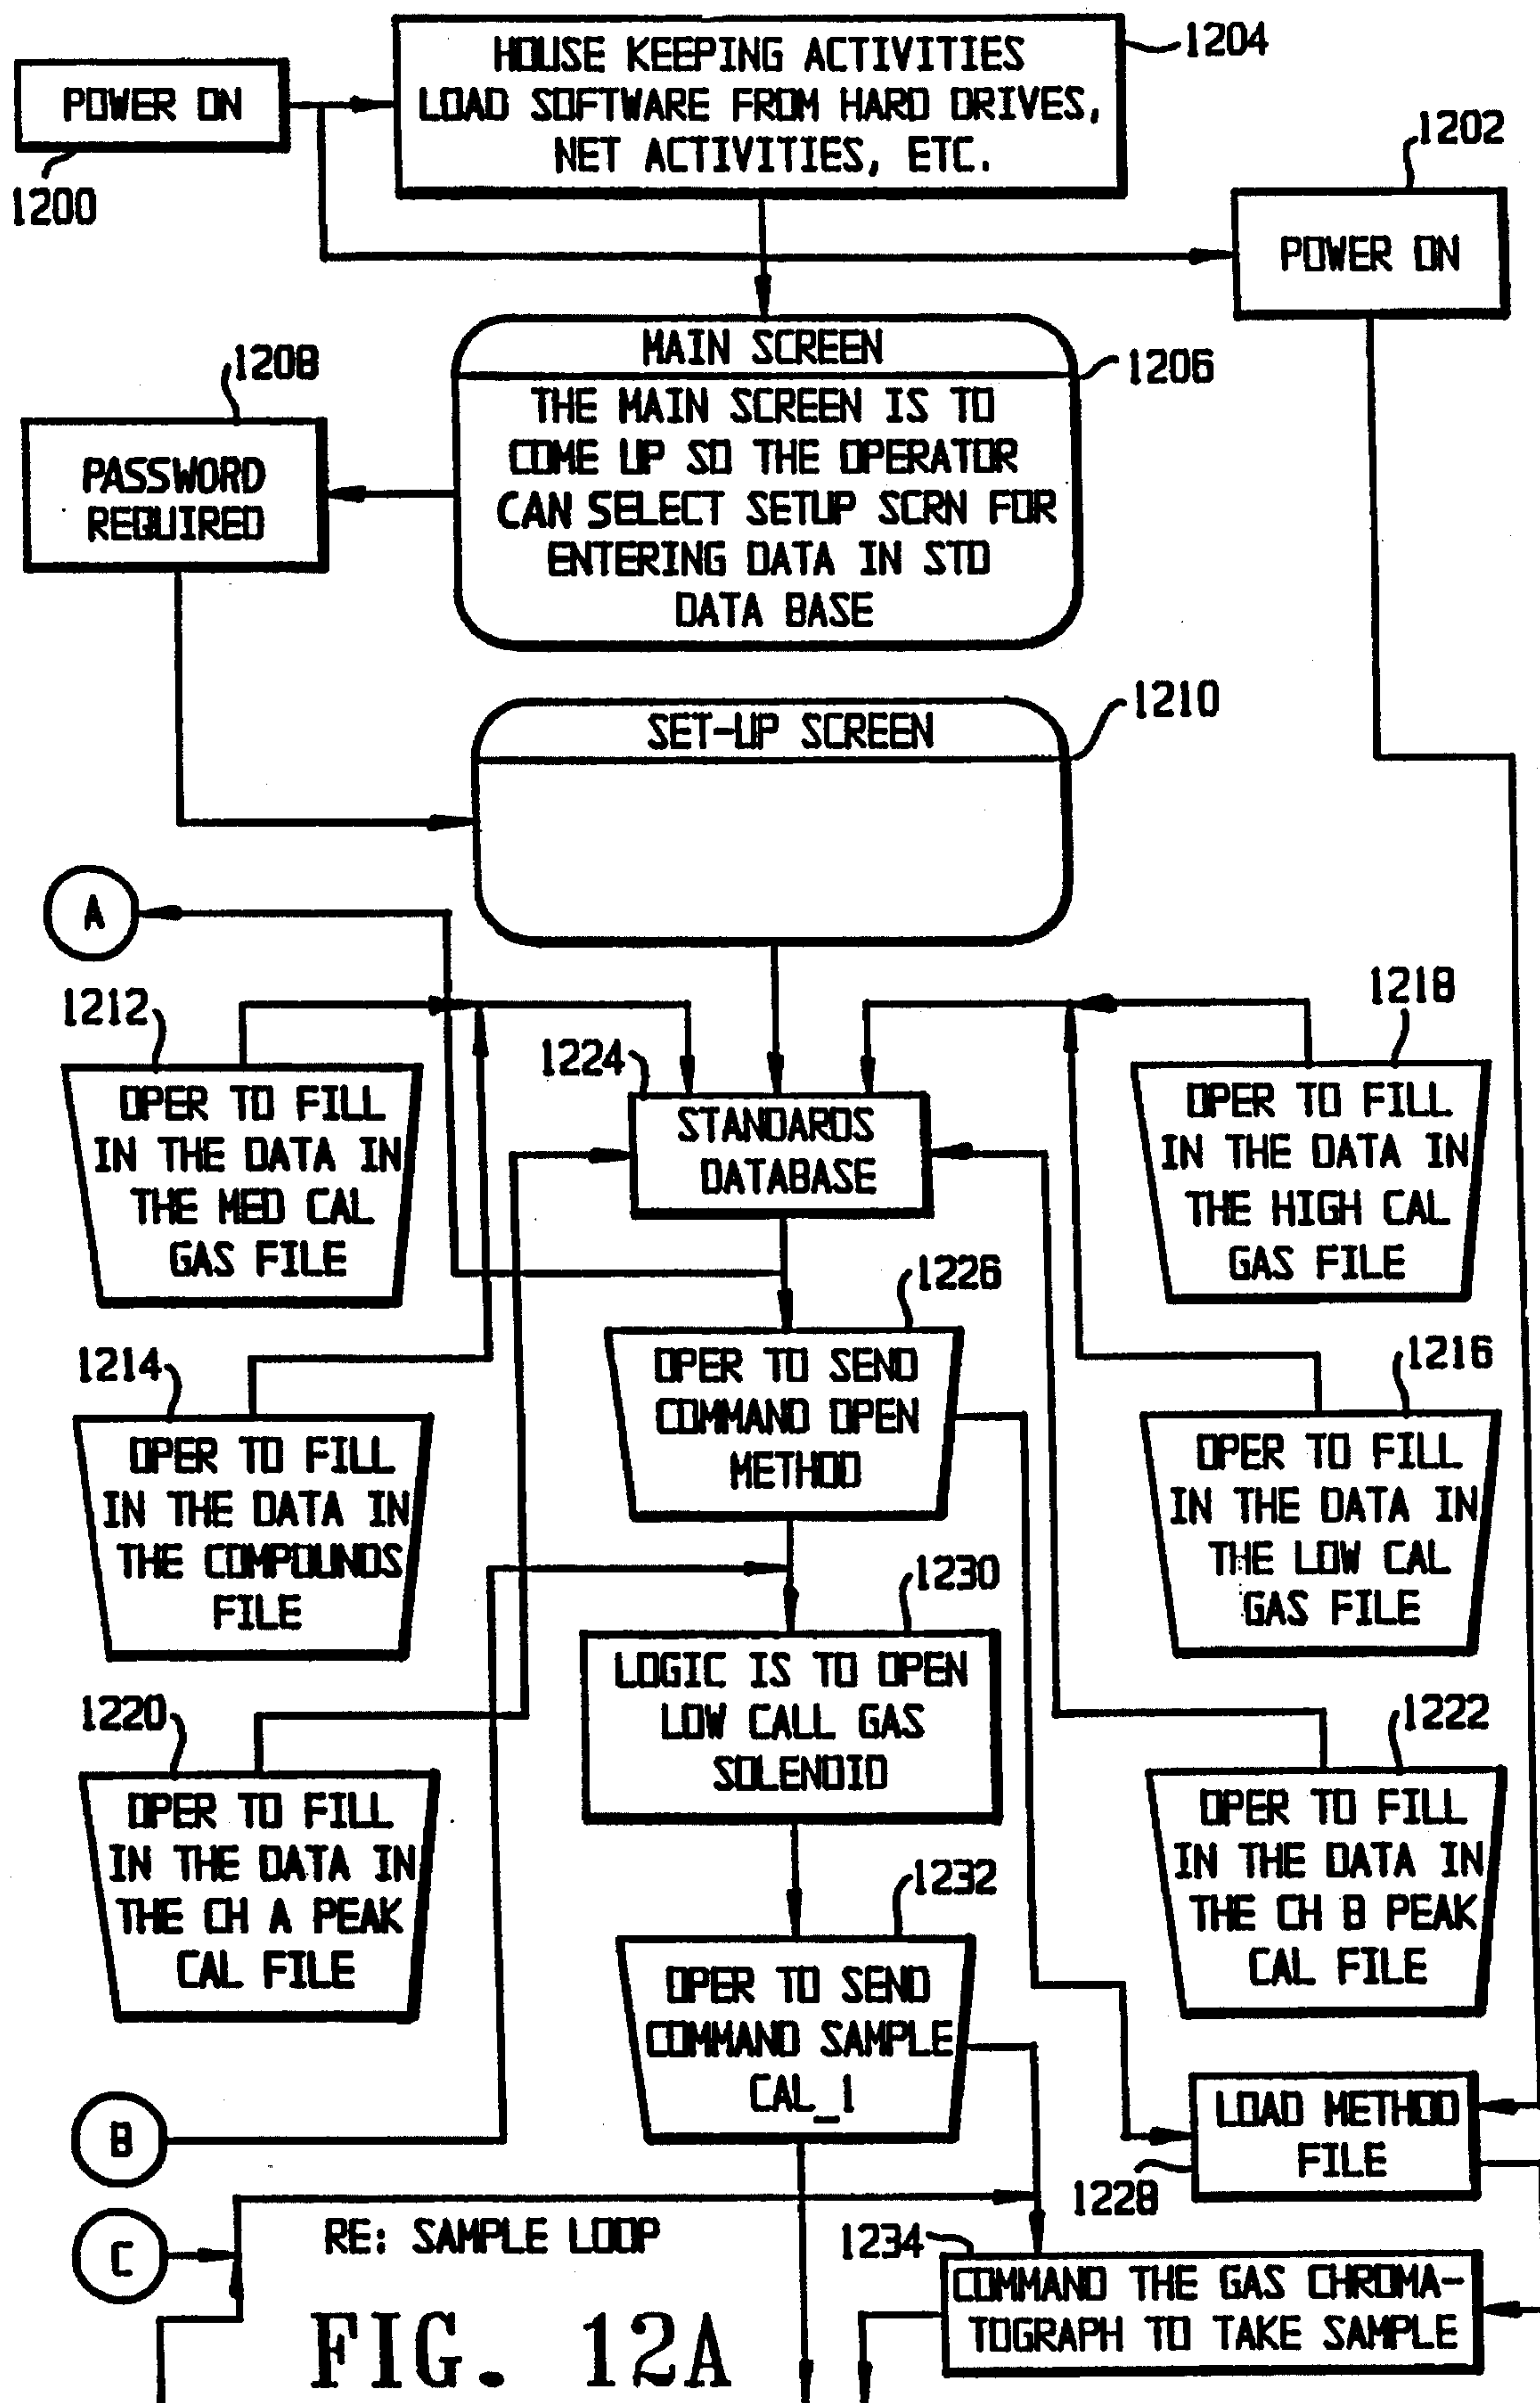 HOUSE KEEPING ACTIVITIES
LOAD SOFTWARE FROM HARD DRIVES,
NET ACTIVITIES, ETC.
1204
POWER ON
1200
1202
POWER ON
MAIN SCREEN
1206
THE MAIN SCREEN IS TO
COME UP SO THE OPERATOR
CAN SELECT SETUP SCRN FOR
ENTERING DATA IN STD
DATA BASE
1208
PASSWORD
REQUIRED
1210
SET-UP SCREEN
A
1212
OPER TO FILL
IN THE DATA IN
THE MED CAL
GAS FILE
1224
STANDARDS
DATABASE
1218
OPER TO FILL
IN THE DATA IN
THE HIGH CAL
GAS FILE
1214
OPER TO FILL
IN THE DATA IN
THE COMPOUNDS
FILE
1226
OPER TO SEND
COMMAND OPEN
METHOD
1216
OPER TO FILL
IN THE DATA IN
THE LOW CAL
GAS FILE
1230
LOGIC IS TO OPEN
LOW CALL GAS
SOLENOID
1220
OPER TO FILL
IN THE DATA IN
THE CH A PEAK
CAL FILE
1222
OPER TO FILL
IN THE DATA IN
THE CH B PEAK
CAL FILE
1232
OPER TO SEND
COMMAND SAMPLE
CAL_1
B
LOAD METHOD
FILE
1228
C
RE: SAMPLE LOOP
1234
COMMAND THE GAS CHROMA-
TOGRAPH TO TAKE SAMPLE
FIG. 12A